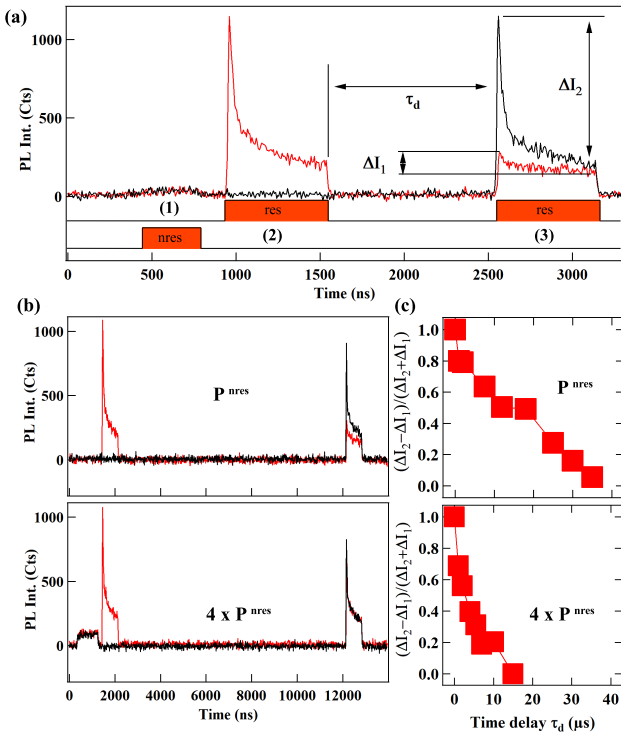 (a)
PL Int. (Cts)
1000
500
0
τd
ΔI1
ΔI2
(1)
res
(2)
res
(3)
nres
0
500
1000
1500
2000
2500
3000
Time (ns)
(b)
PL Int. (Cts)
1000
500
0
P nres
PL Int. (Cts)
1000
500
0
4 x P nres
0
2000
4000
6000
8000
10000
12000
Time (ns)
(c)
(ΔI2−ΔI1)/(ΔI2+ΔI1)
1.0
0.8
0.6
0.4
0.2
0.0
P nres
(ΔI2−ΔI1)/(ΔI2+ΔI1)
1.0
0.8
0.6
0.4
0.2
0.0
4 x P nres
0
10
20
30
40
Time delay τd (µs)